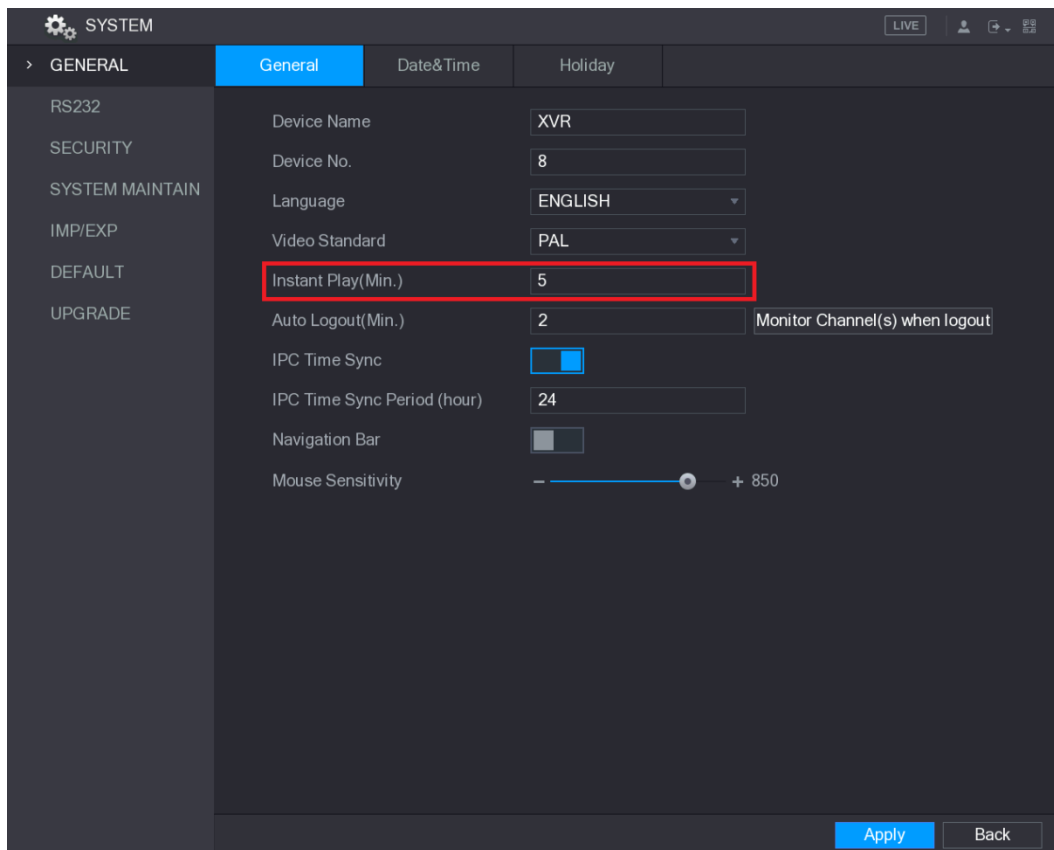 SYSTEM
LIVE
GENERAL
RS232
SECURITY
SYSTEM MAINTAIN
IMP/EXP
DEFAULT
UPGRADE
General Date&Time Holiday
Device Name XVR
Device No. 8
Language ENGLISH
Video Standard PAL
Instant Play(Min.) 5
Auto Logout(Min.) 2 Monitor Channel(s) when logout
IPC Time Sync
IPC Time Sync Period (hour) 24
Navigation Bar
Mouse Sensitivity − + 850
Apply Back